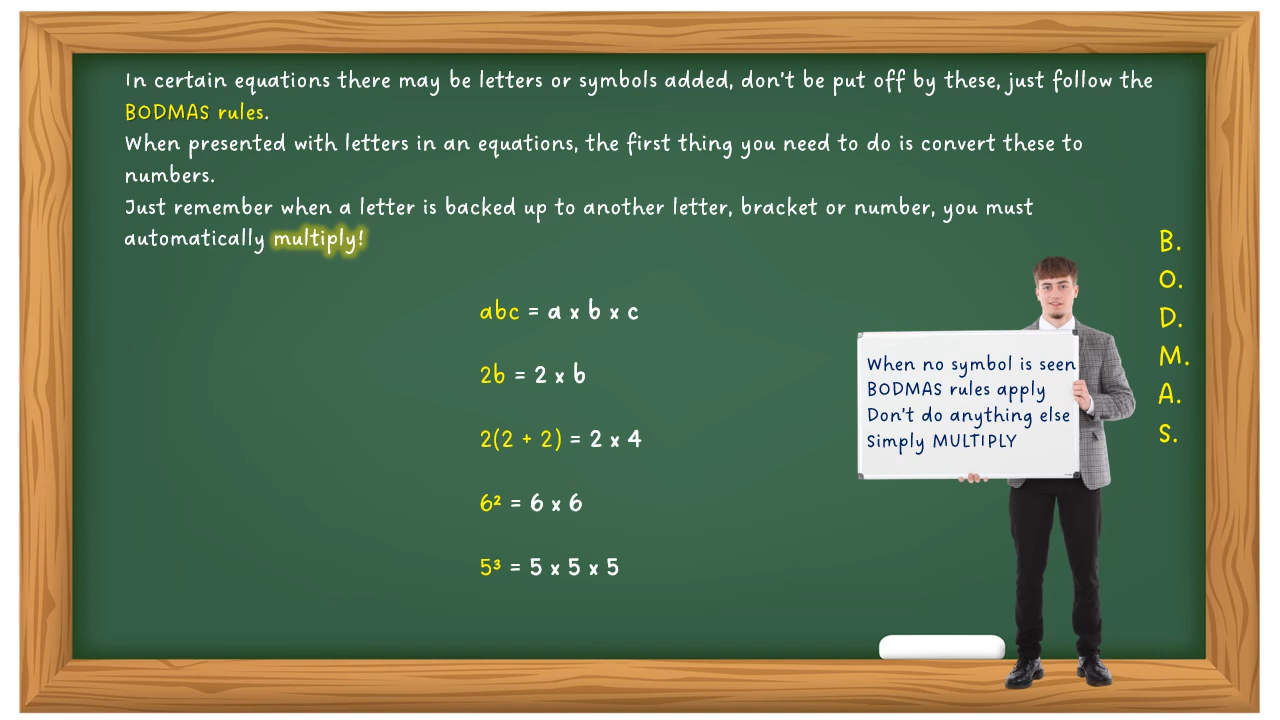 In certain equations there may be letters or symbols added, don't be put off by these, just follow the
BODMAS rules.
When presented with letters in an equations, the first thing you need to do is convert these to
numbers.
Just remember when a letter is backed up to another letter, bracket or number, you must
automatically multiply!
abc = a x b x c
2b = 2 x b
2(2 + 2) = 2 x 4
6² = 6 x 6
5³ = 5 x 5 x 5
When no symbol is seen
BODMAS rules apply
Don't do anything else
Simply MULTIPLY
B.
O.
D.
M.
A.
S.